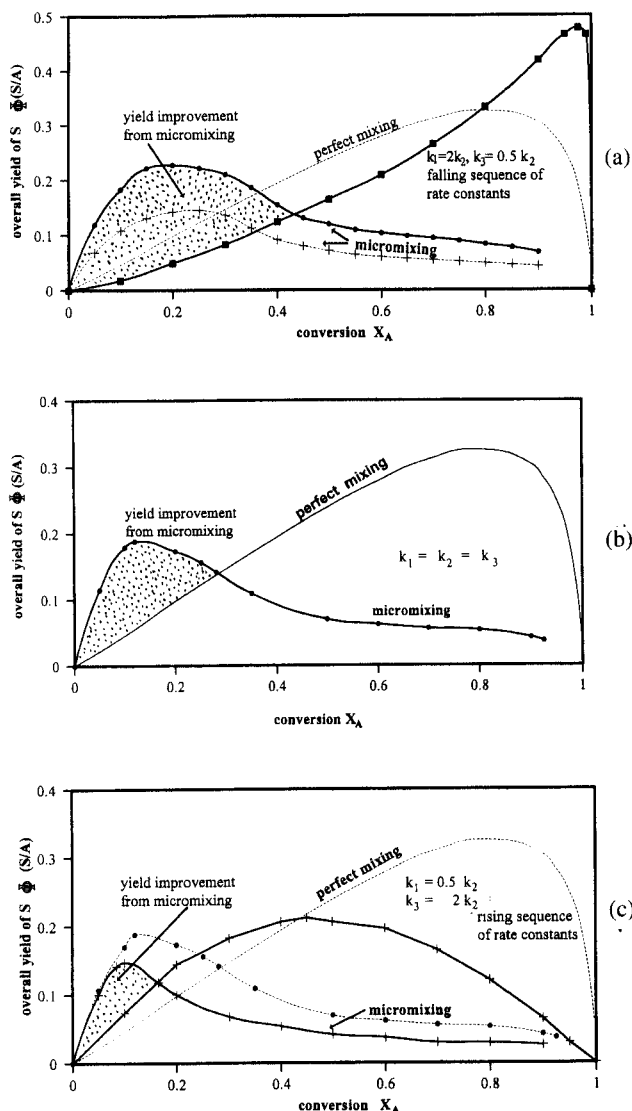 0.5
0.4
0.3
0.2
0.1
0
overall yield of S Φ(S/A)
yield improvement
from micromixing
perfect mixing
k1=2k2, k3= 0.5 k2
falling sequence of
rate constants
micromixing
(a)
0 0.2 0.4 0.6 0.8 1
conversion XA
0.4
0.3
0.2
0.1
0
overall yield of S Φ (S/A)
yield improvement
from micromixing
perfect mixing
k1 = k2 = k3
micromixing
(b)
0 0.2 0.4 0.6 0.8 1
conversion XA
0.4
0.3
0.2
0.1
0
overall yield of S Φ (S/A)
yield improvement
from micromixing
perfect mixing
k1 = 0.5 k2
k3 = 2 k2
rising sequence
of rate constants
micromixing
(c)
0 0.2 0.4 0.6 0.8 1
conversion XA